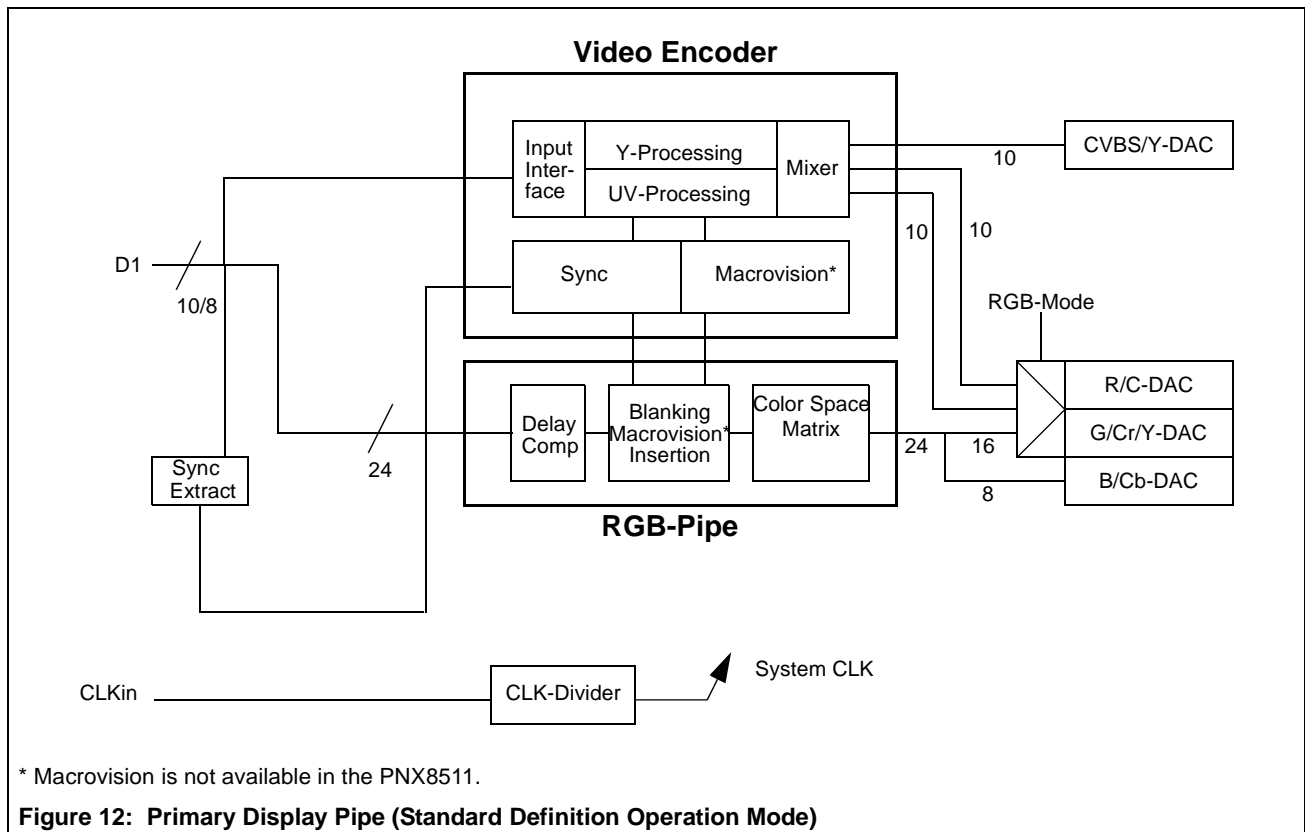 Video Encoder
Input
Inter-
face
Y-Processing
UV-Processing
Mixer
10
CVBS/Y-DAC
10
10
D1
10/8
Sync
Macrovision*
RGB-Mode
Sync
Extract
24
Delay
Comp
Blanking
Macrovision*
Insertion
Color Space
Matrix
24
16
8
R/C-DAC
G/Cr/Y-DAC
B/Cb-DAC
RGB-Pipe
CLKin
CLK-Divider
System CLK
* Macrovision is not available in the PNX8511.
Figure 12: Primary Display Pipe (Standard Definition Operation Mode)